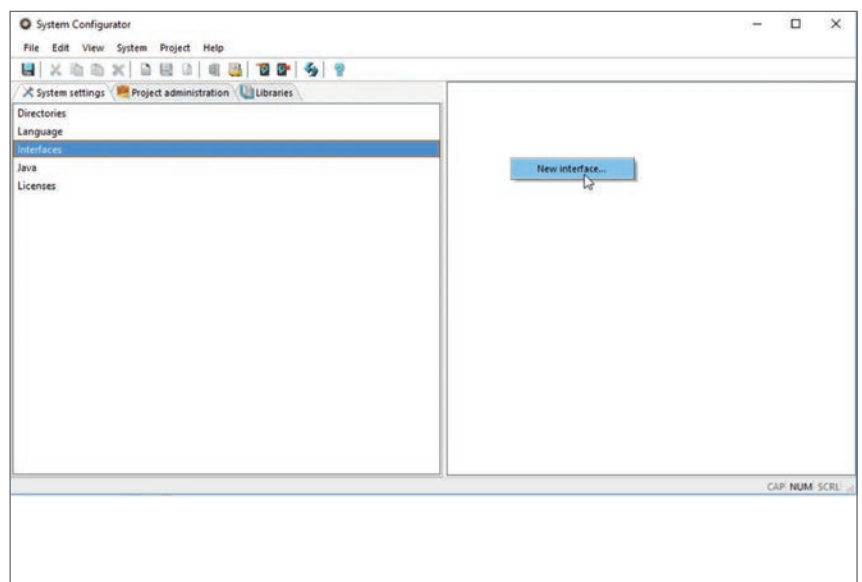 System Configurator
File Edit View System Project Help
System settings Project administration Libraries
Directories
Language
Interfaces
Java
Licenses
New interface...
CAP NUM SCRL